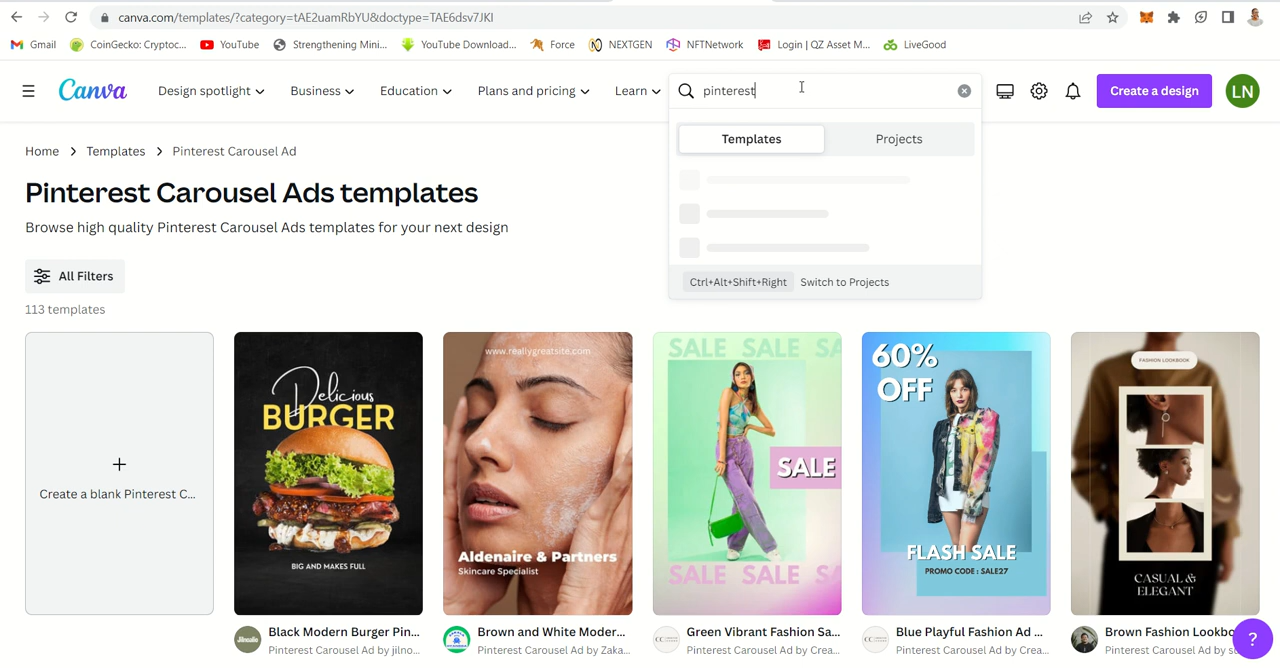 canva.com/templates/?category=tAE2uamRbYU&doctype=TAE6dsv7JKI
Gmail
CoinGecko: Cryptoc...
YouTube
Strengthening Mini...
YouTube Download...
Force
NEXTGEN
NFTNetwork
Login | QZ Asset M...
LiveGood
Canva
Design spotlight
Business
Education
Plans and pricing
Learn
pinterest
Create a design
LN
Templates
Projects
Ctrl+Alt+Shift+Right Switch to Projects
Home > Templates > Pinterest Carousel Ad
Pinterest Carousel Ads templates
Browse high quality Pinterest Carousel Ads templates for your next design
All Filters
113 templates
+
Create a blank Pinterest C...
Delicious
BURGER
BIG AND MAKES FULL
www.reallygreatsite.com
Aldenaire & Partners
Skincare Specialist
SALE SALE SA
SALE
SALE SALE SA
60%
OFF
FLASH SALE
PROMO CODE : SALE27
FASHION LOOKBOOK
CASUAL &
ELEGANT
Black Modern Burger Pin...
Pinterest Carousel Ad by jilno...
Brown and White Moder...
Pinterest Carousel Ad by Zaka...
Green Vibrant Fashion Sa...
Pinterest Carousel Ad by Crea...
Blue Playful Fashion Ad ...
Pinterest Carousel Ad by Crea...
Brown Fashion Lookbo
Pinterest Carousel Ad by
?